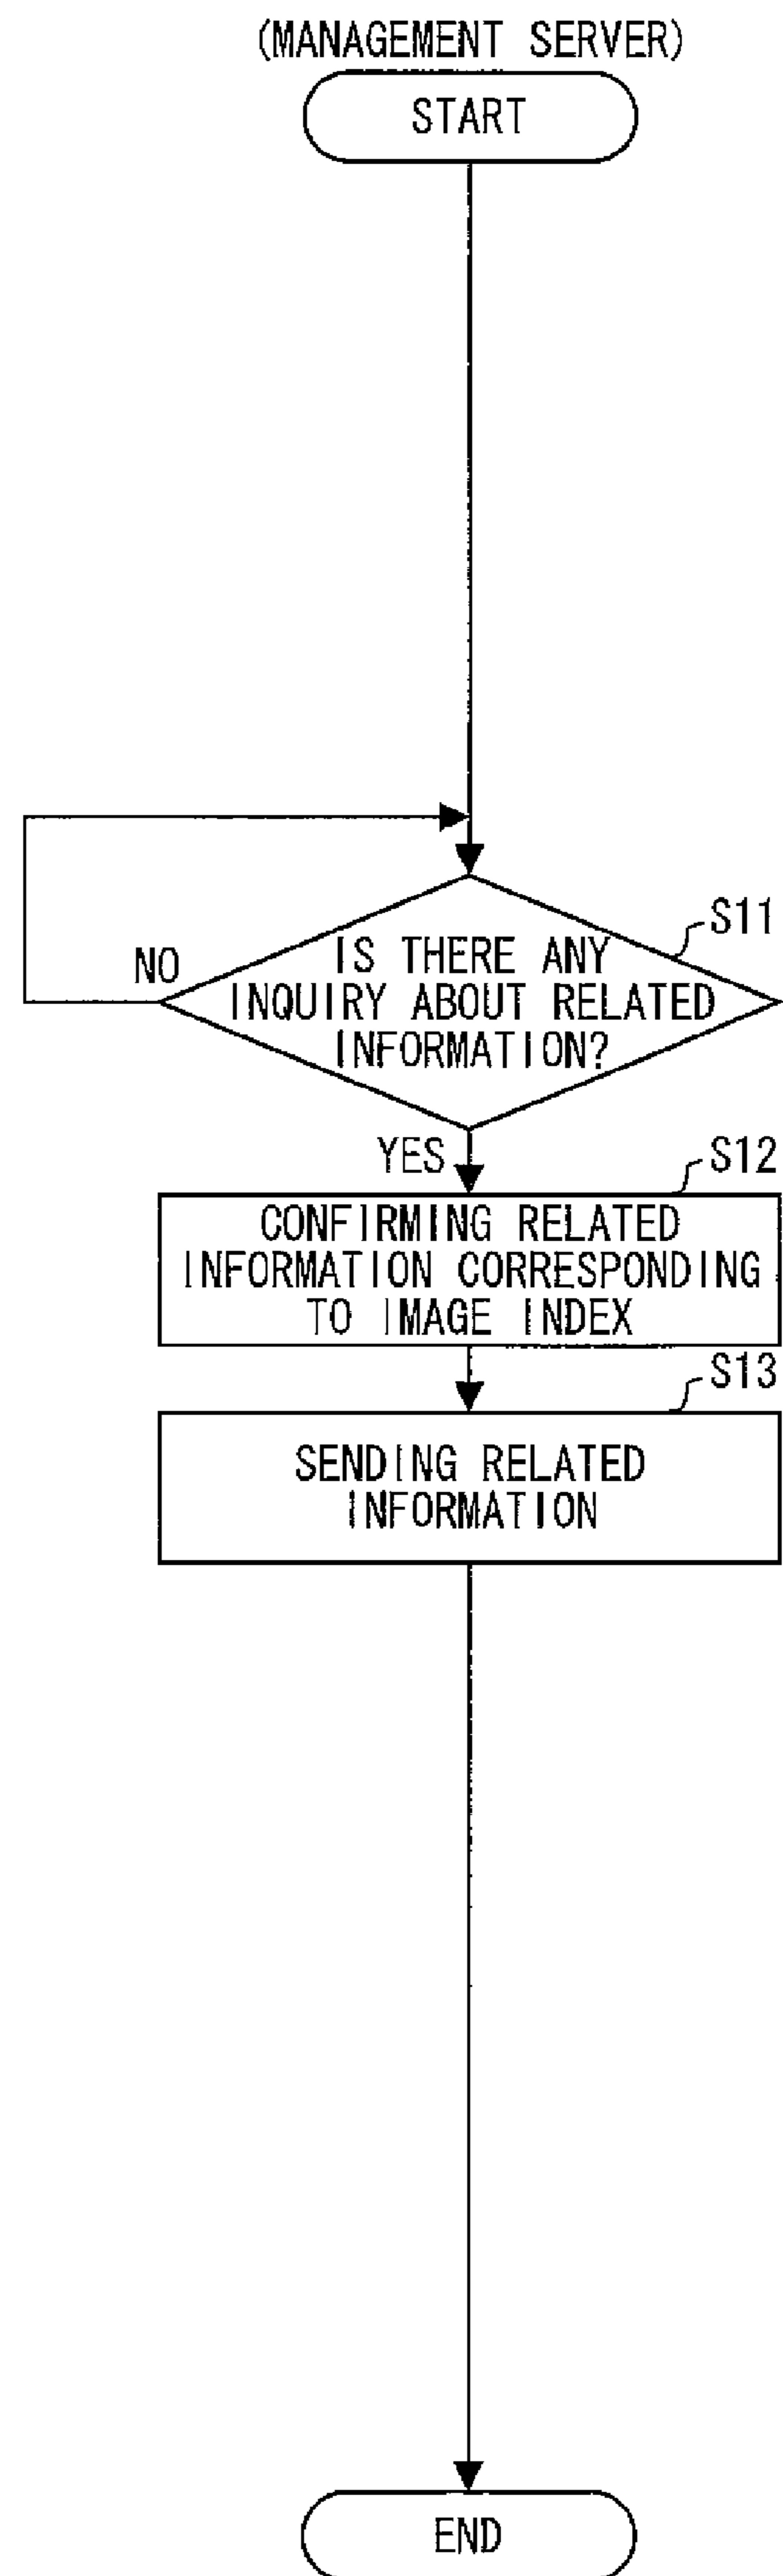 (MANAGEMENT SERVER)
START
S11
IS THERE ANY
INQUIRY ABOUT RELATED
INFORMATION?
NO
YES
S12
CONFIRMING RELATED
INFORMATION CORRESPONDING
TO IMAGE INDEX
S13
SENDING RELATED
INFORMATION
END